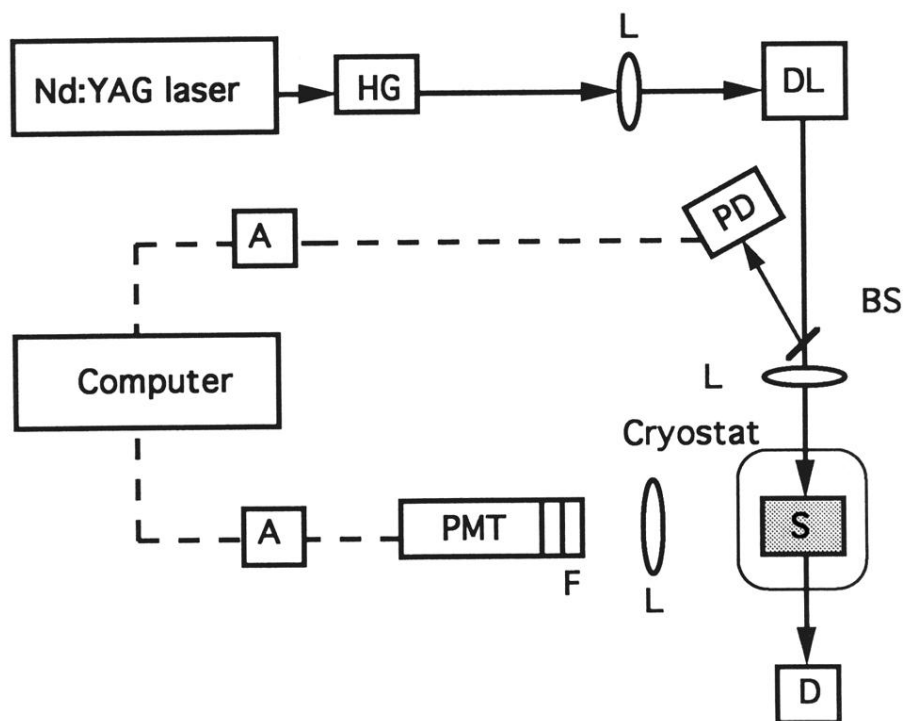 L
Nd:YAG laser
HG
DL
PD
A
BS
Computer
L
Cryostat
A
PMT
S
F
L
D